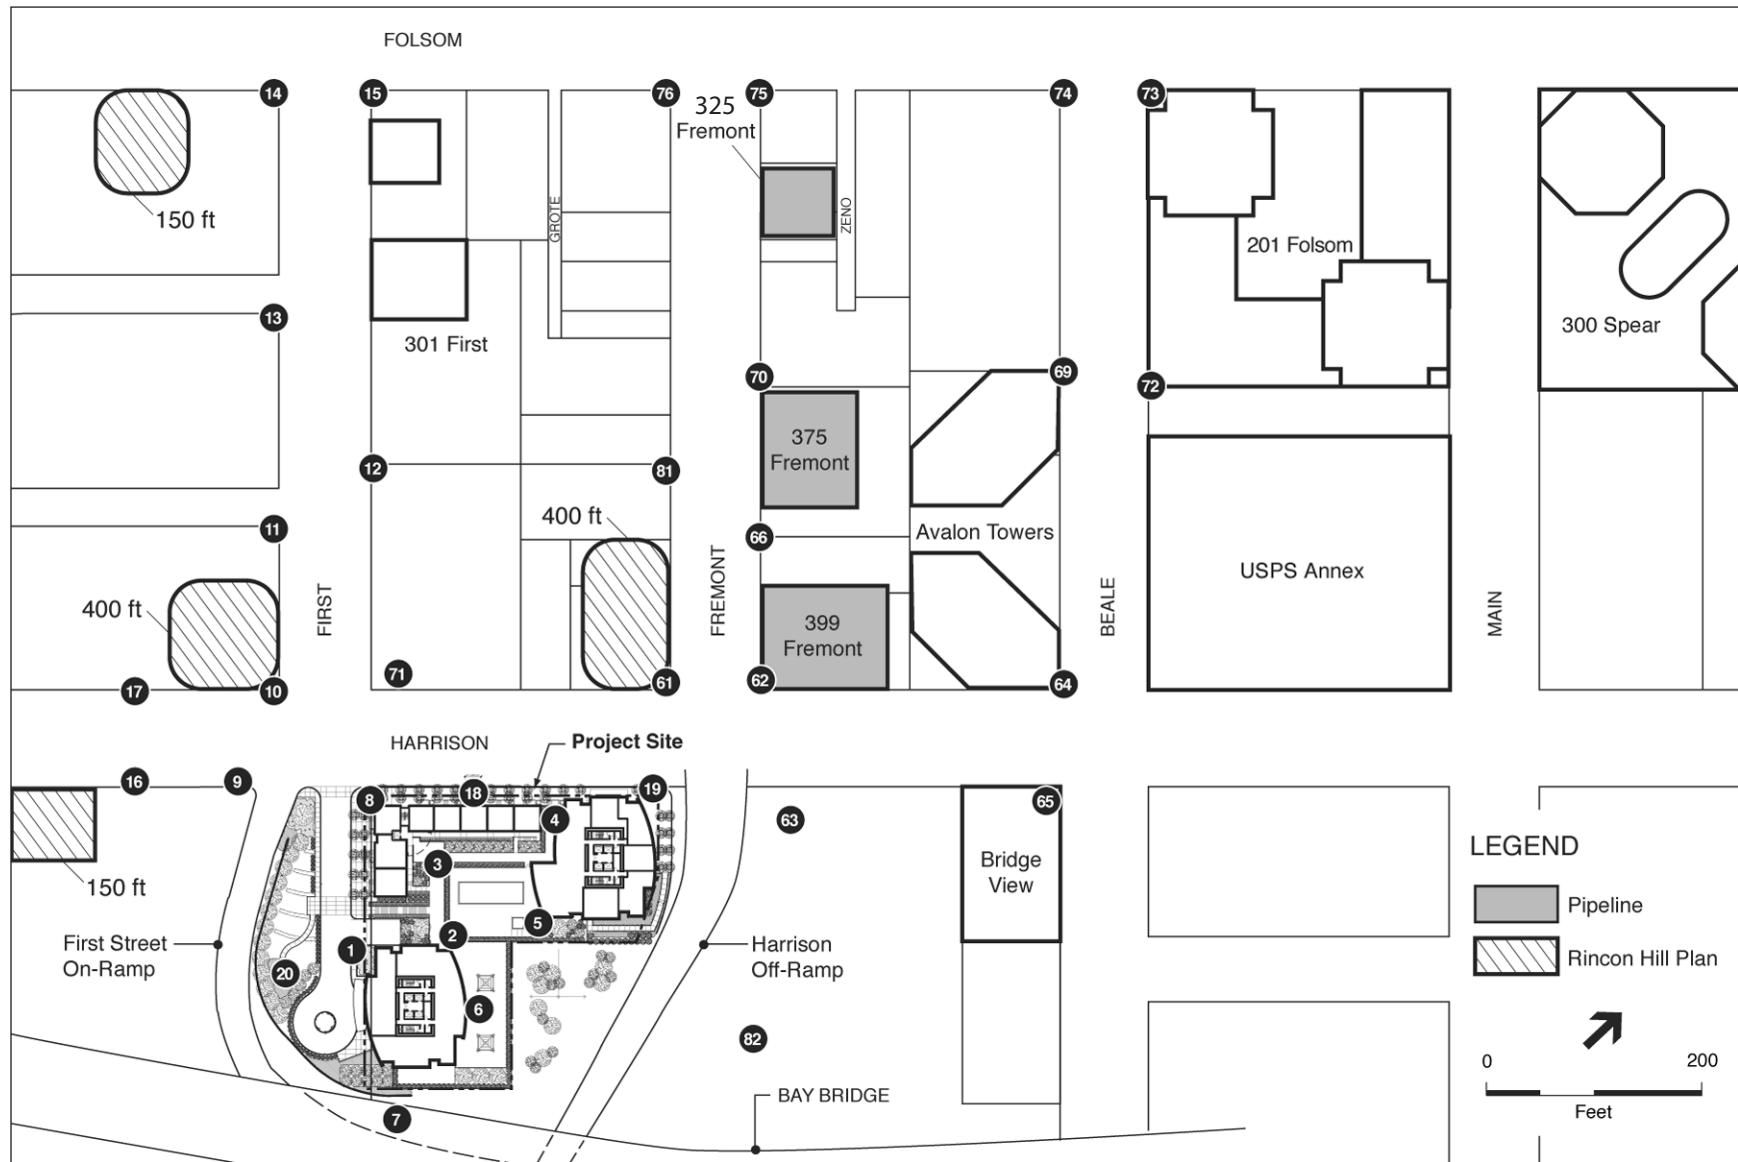 FOLSOM
14
15
76
75
74
73
325
Fremont
150 ft
GROTE
ZENO
201 Folsom
13
301 First
300 Spear
70
69
72
375
Fremont
12
81
400 ft
11
66
Avalon Towers
USPS Annex
400 ft
FIRST
FREMONT
BEALE
MAIN
399
Fremont
71
17
10
61
62
64
HARRISON
Project Site
16
9
8
18
19
4
63
65
3
LEGEND
150 ft
Bridge
View
Pipeline
5
2
1
First Street
On-Ramp
Harrison
Off-Ramp
Rincon Hill Plan
20
6
82
0
200
Feet
BAY BRIDGE
7